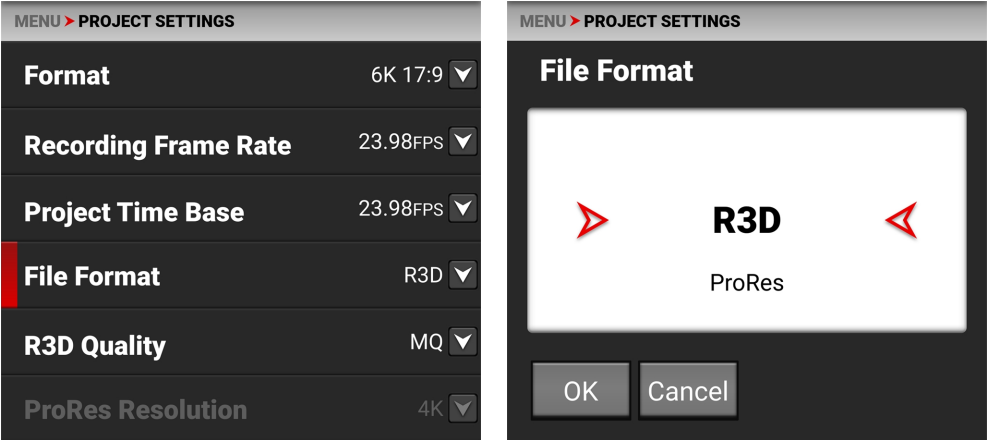 MENU PROJECT SETTINGS
Format 6K 17:9
Recording Frame Rate 23.98FPS
Project Time Base 23.98FPS
File Format R3D
R3D Quality MQ
ProRes Resolution 4K
MENU PROJECT SETTINGS
File Format
R3D
ProRes
OK Cancel